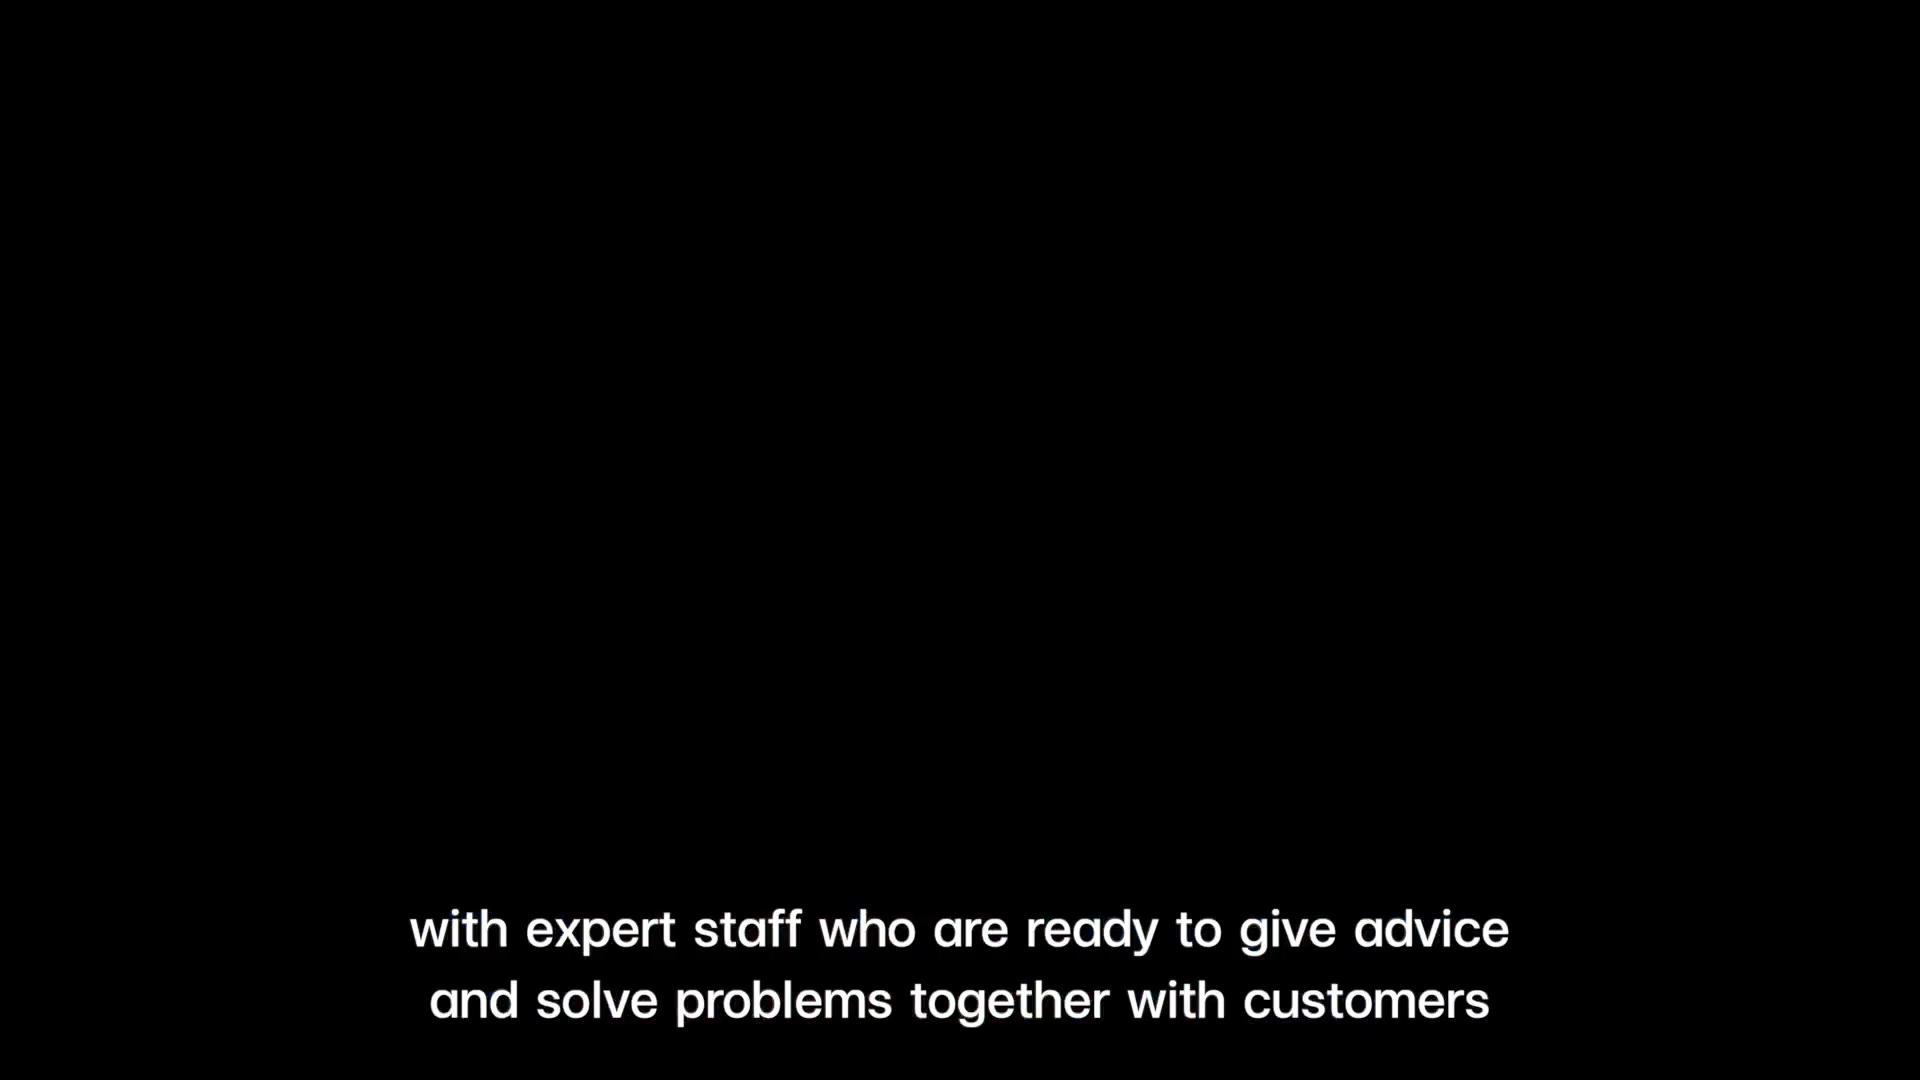 with expert staff who are ready to give advice
and solve problems together with customers